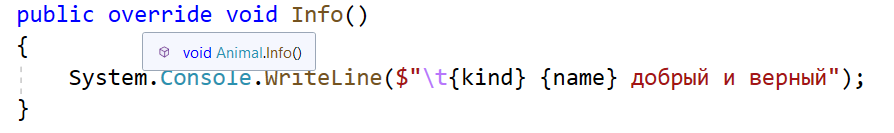 public override void Info()
{
void Animal.Info()
System.Console.WriteLine($"\t{kind} {name} добрый и верный");
}